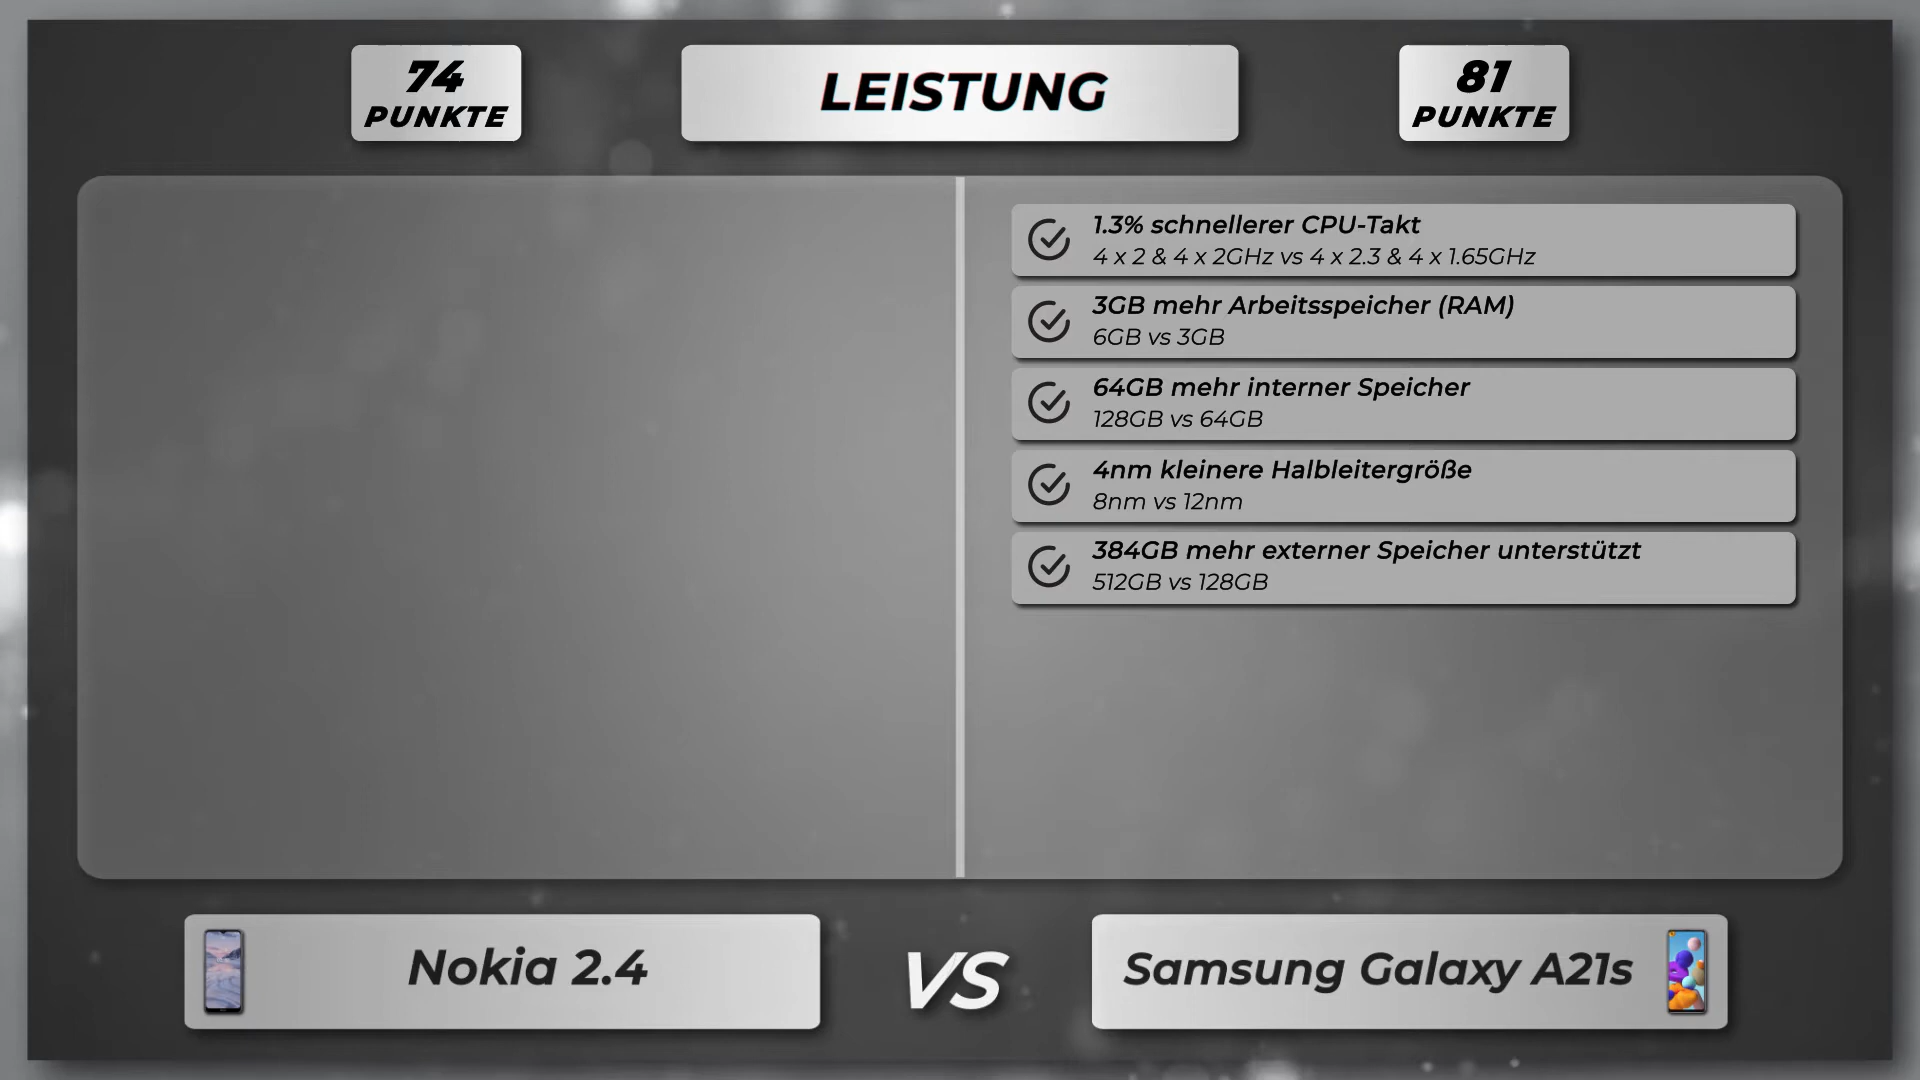 74
PUNKTE
LEISTUNG
81
PUNKTE
1.3% schnellerer CPU-Takt
4 x 2 & 4 x 2GHz vs 4 x 2.3 & 4 x 1.65GHz
3GB mehr Arbeitsspeicher (RAM)
6GB vs 3GB
64GB mehr interner Speicher
128GB vs 64GB
4nm kleinere Halbleitergröße
8nm vs 12nm
384GB mehr externer Speicher unterstützt
512GB vs 128GB
Nokia 2.4
VS
Samsung Galaxy A21s